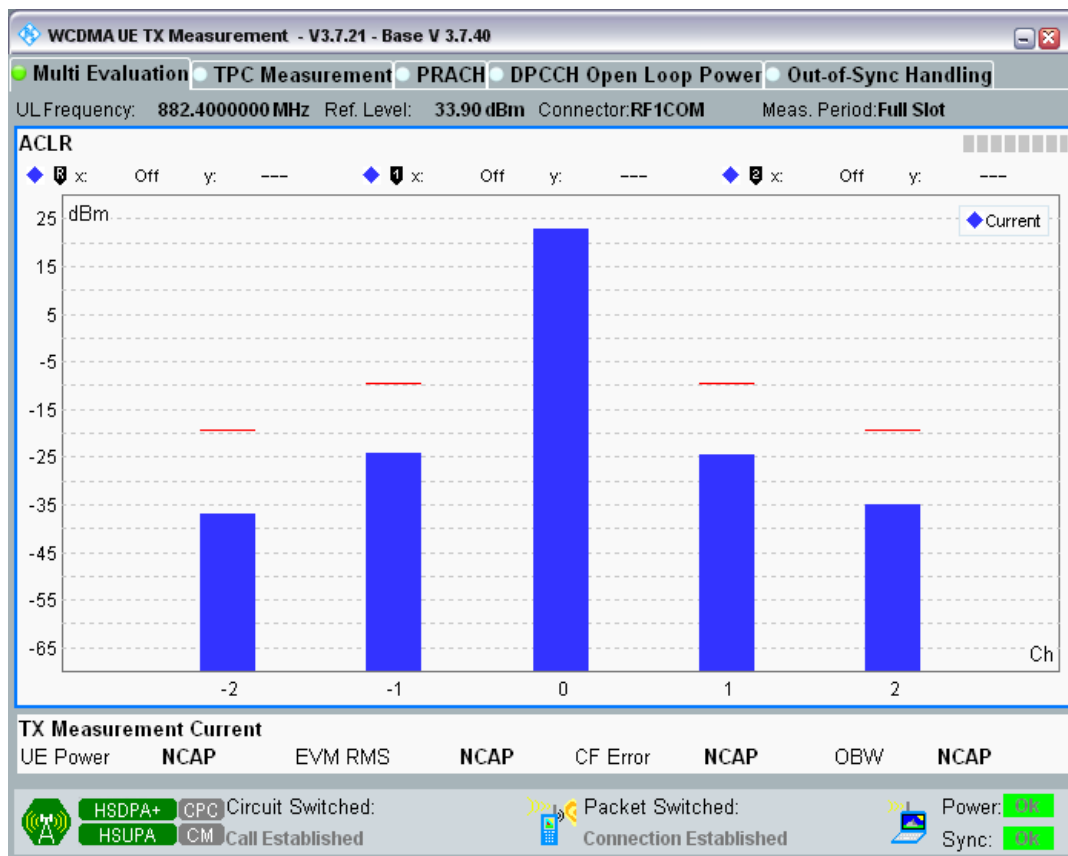 WCDMA UE TX Measurement - V3.7.21 - Base V 3.7.40
Multi Evaluation TPC Measurement PRACH DPCCH Open Loop Power Out-of-Sync Handling
UL Frequency: 882.4000000 MHz Ref. Level: 33.90 dBm Connector:RF1COM Meas. Period:Full Slot
ACLR
R x: Off y: --- 1 x: Off y: --- 2 x: Off y: ---
dBm
Current
25
15
5
-5
-15
-25
-35
-45
-55
-65
Ch
-2 -1 0 1 2
TX Measurement Current
UE Power NCAP EVM RMS NCAP CF Error NCAP OBW NCAP
HSDPA+ CPC Circuit Switched: Packet Switched: Power: OK
HSUPA CM Call Established Connection Established Sync: OK